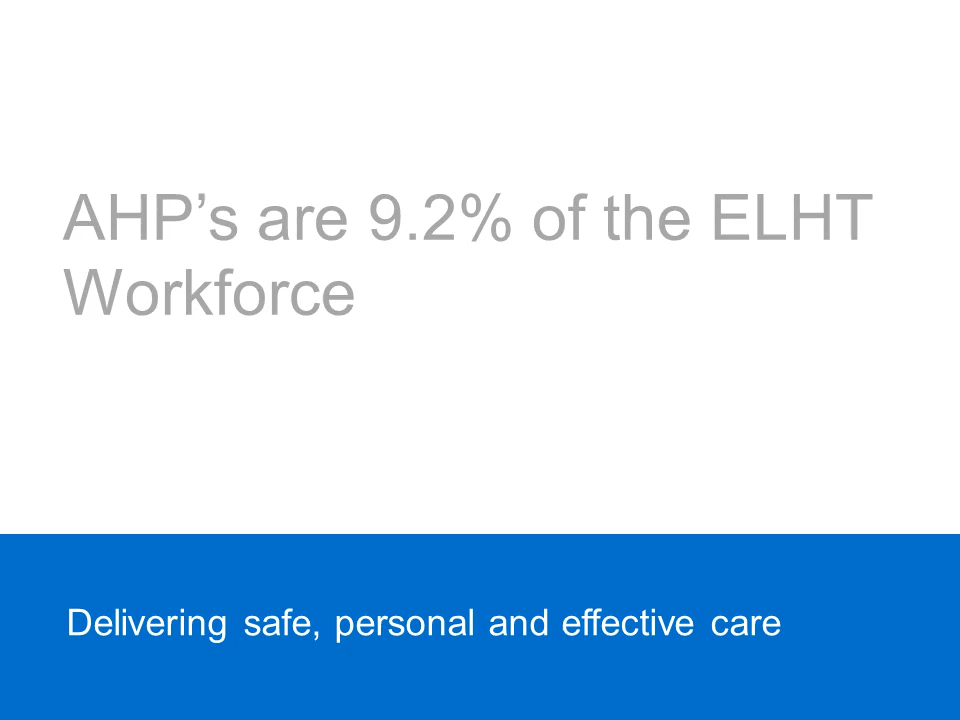 AHP’s are 9.2% of the ELHT
Workforce
Delivering safe, personal and effective care